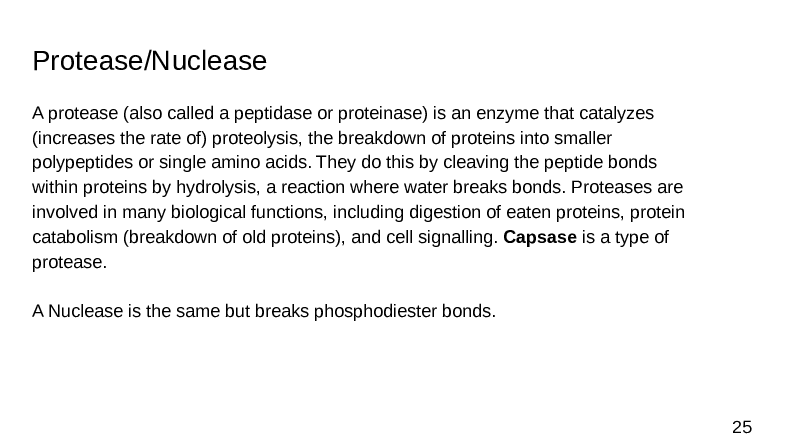 Protease/Nuclease
A protease (also called a peptidase or proteinase) is an enzyme that catalyzes
(increases the rate of) proteolysis, the breakdown of proteins into smaller
polypeptides or single amino acids. They do this by cleaving the peptide bonds
within proteins by hydrolysis, a reaction where water breaks bonds. Proteases are
involved in many biological functions, including digestion of eaten proteins, protein
catabolism (breakdown of old proteins), and cell signalling. Capsase is a type of
protease.
A Nuclease is the same but breaks phosphodiester bonds.
25